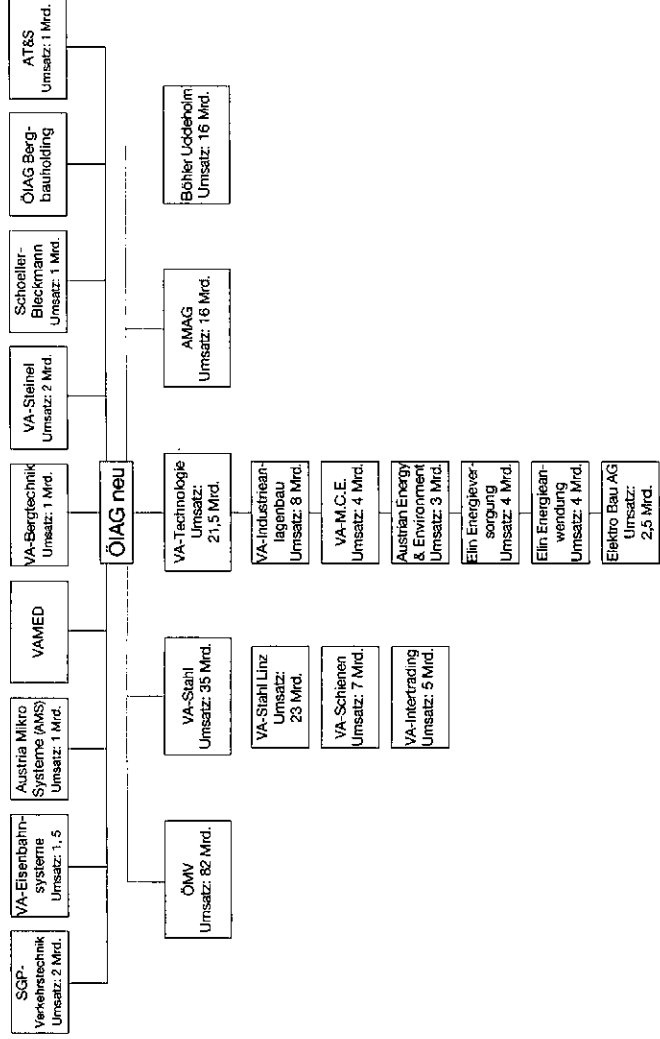 SGP-
Verkehrstechnik
Umsatz: 2 Mrd.
VA-Eisenbahn-
systeme
Umsatz: 1,5
Austria Mikro
Systeme (AMS)
Umsatz: 1 Mrd.
VAMED
VA-Bergtechnik
Umsatz: 1 Mrd.
VA-Steinel
Umsatz: 2 Mrd.
Schoeller-
Bleckmann
Umsatz: 1 Mrd.
ÖIAG Berg-
bauholding
AT&S
Umsatz: 1 Mrd.
ÖIAG neu
ÖMV
Umsatz: 82 Mrd.
VA-Stahl
Umsatz: 35 Mrd.
VA-Stahl Linz
Umsatz:
23 Mrd.
VA-Schienen
Umsatz: 7 Mrd.
VA-Intertrading
Umsatz: 5 Mrd.
VA-Technologie
Umsatz:
21,5 Mrd.
VA-Industriean-
lagenbau
Umsatz: 8 Mrd.
VA-M.C.E.
Umsatz: 4 Mrd.
Austrian Energy
& Environment
Umsatz: 3 Mrd.
Elin Energiever-
sorgung
Umsatz: 4 Mrd.
Elin Energiean-
wendung
Umsatz: 4 Mrd.
Elektro Bau AG
Umsatz:
2,5 Mrd.
AMAG
Umsatz: 16 Mrd.
Böhler Uddeholm
Umsatz: 16 Mrd.